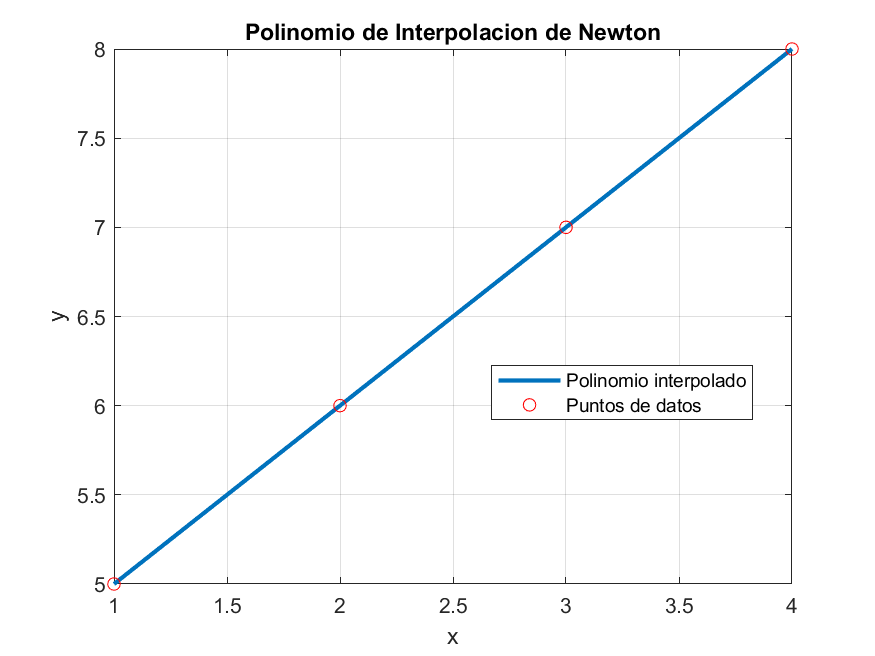 Polinomio de Interpolacion de Newton
8
7.5
7
6.5
6
5.5
5
y
Polinomio interpolado
Puntos de datos
1 1.5 2 2.5 3 3.5 4
x